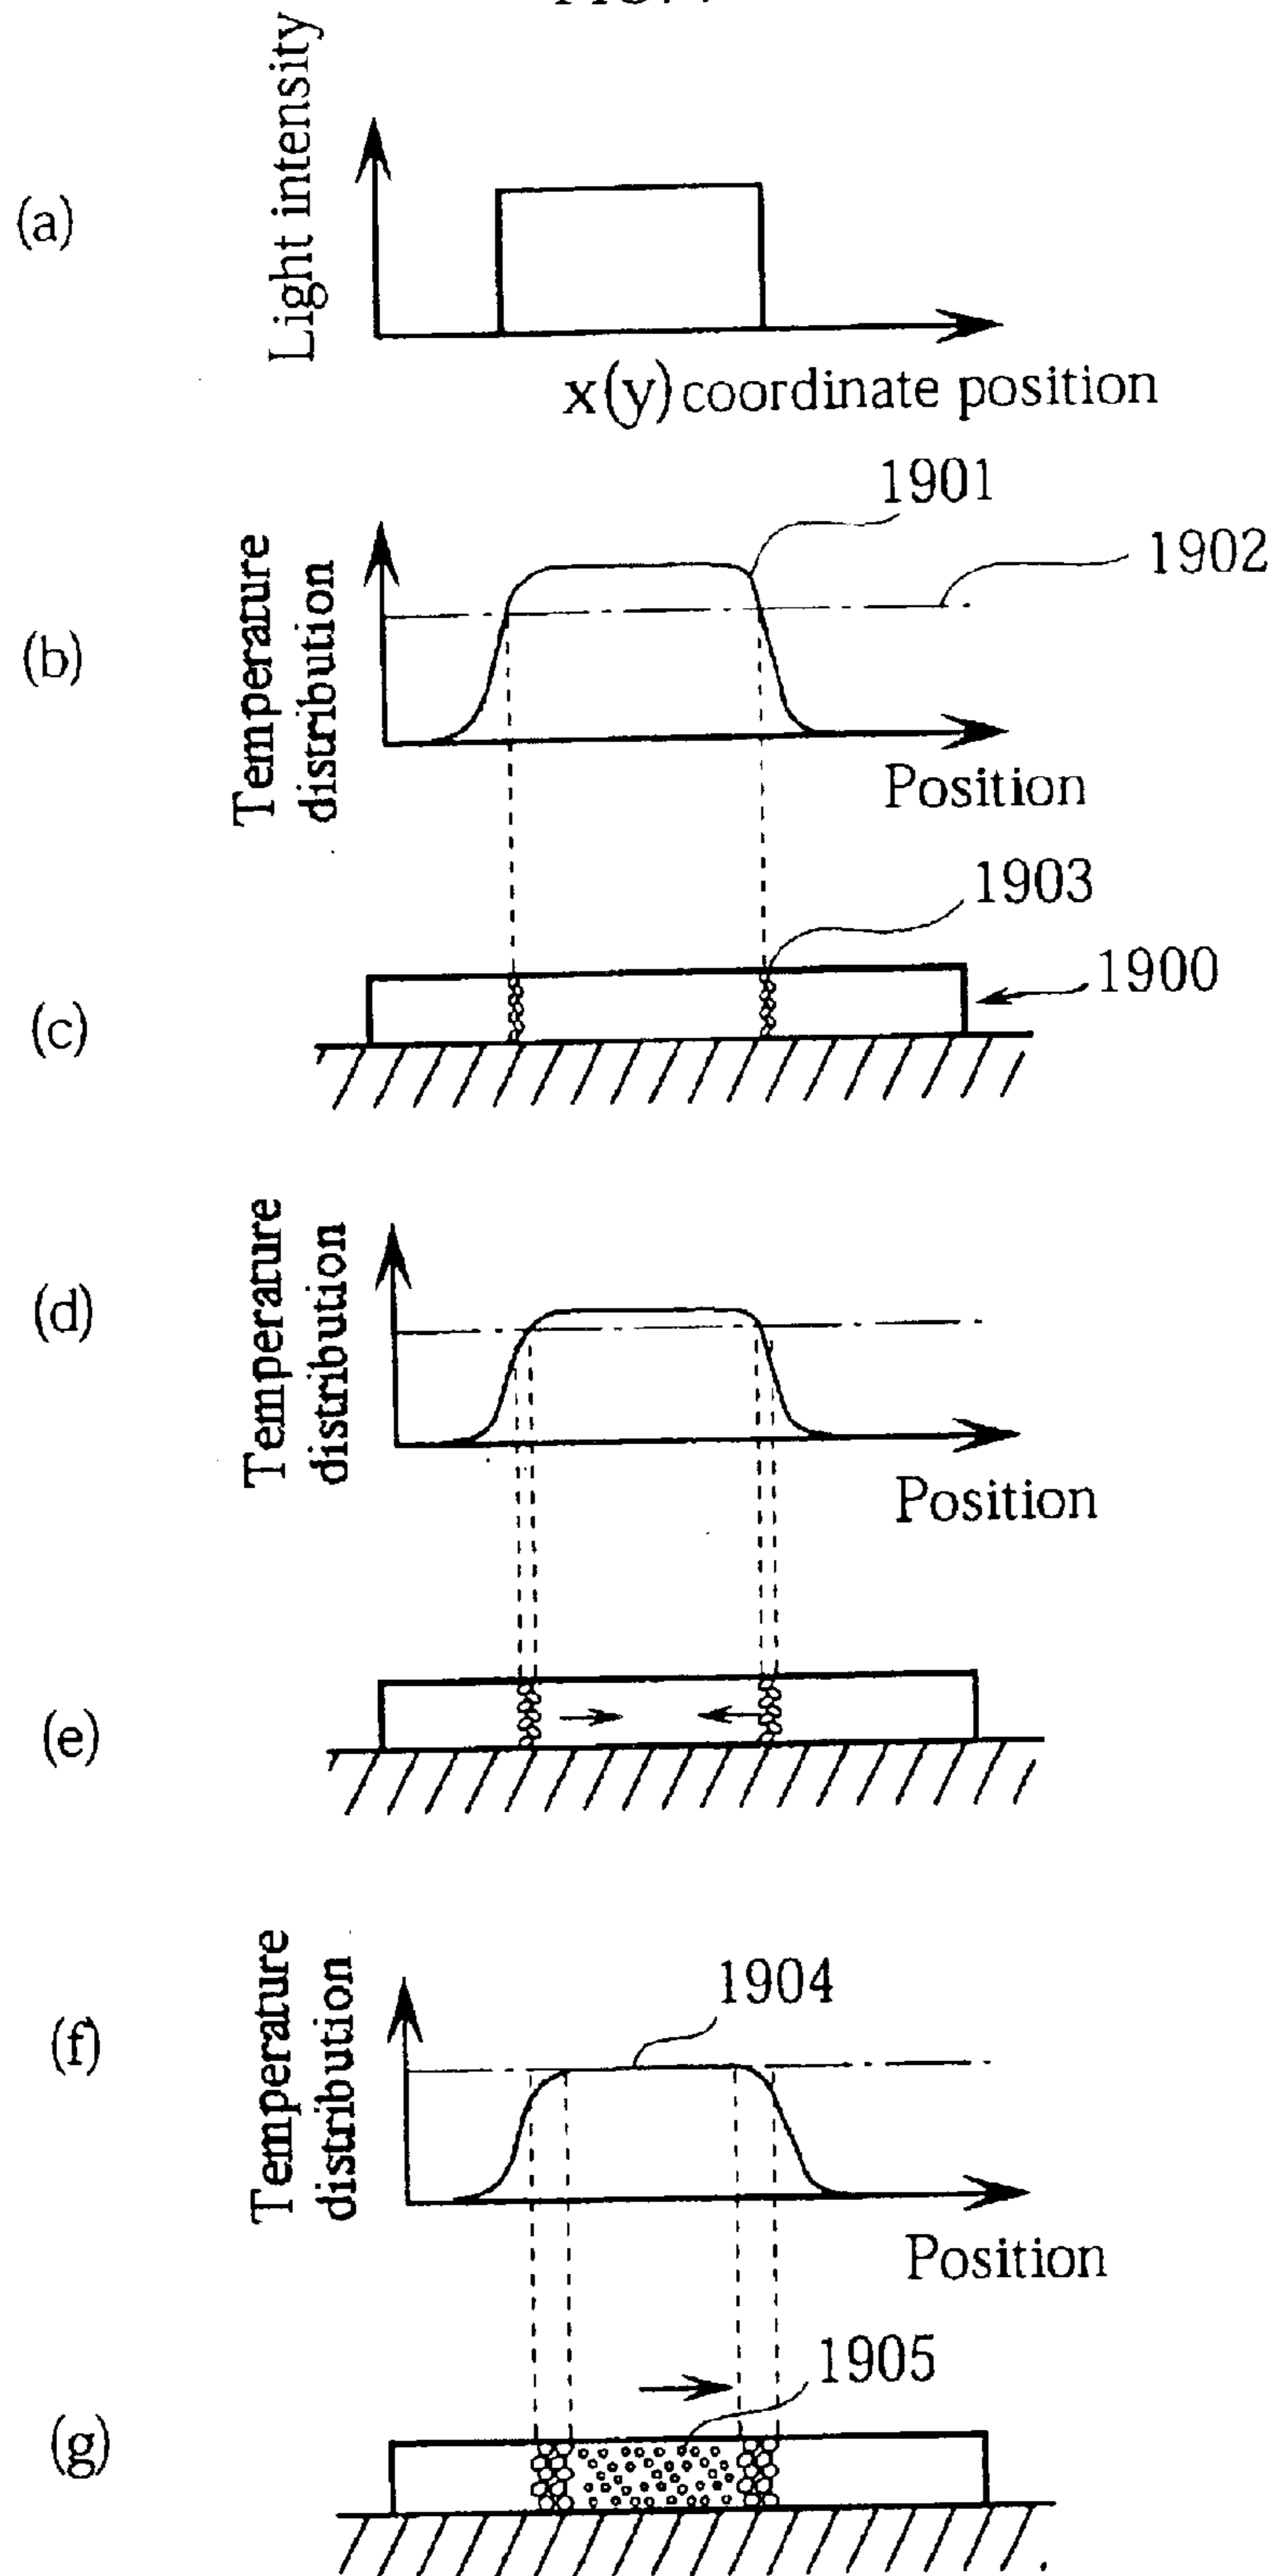 (a)
Light intensity
x(y) coordinate position
1901
1902
(b)
Temperature
distribution
Position
1903
1900
(c)
(d)
Temperature
distribution
Position
(e)
(f)
Temperature
distribution
1904
Position
1905
(g)